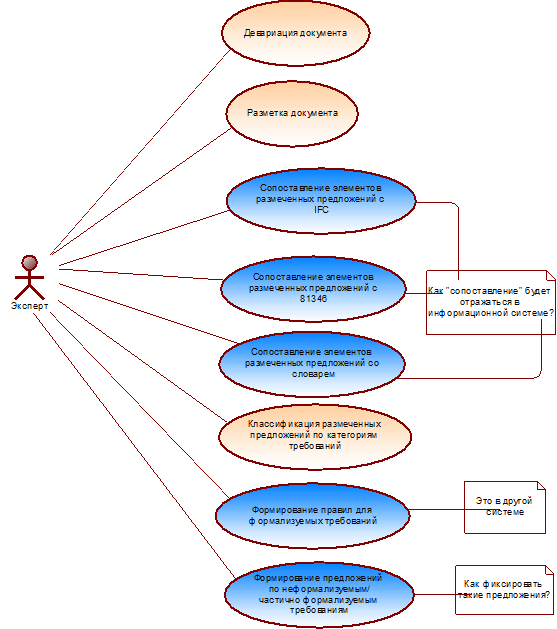 Девариация документа
Разметка документа
Сопоставление элементов
размеченных предложений с
IFC
Сопоставление элементов
размеченных предложений с
81346
Как "сопоставление" будет
отражаться в
информационной системе?
Эксперт
Сопоставление элементов
размеченных предложений со
словарем
Классификация размеченных
предложений по категориям
требований
Формирование правил для
формализуемых требований
Это в другой
системе
Формирование предложений
по неформализуемым/
частично формализуемым
требованиям
Как фиксировать
такие предложения?